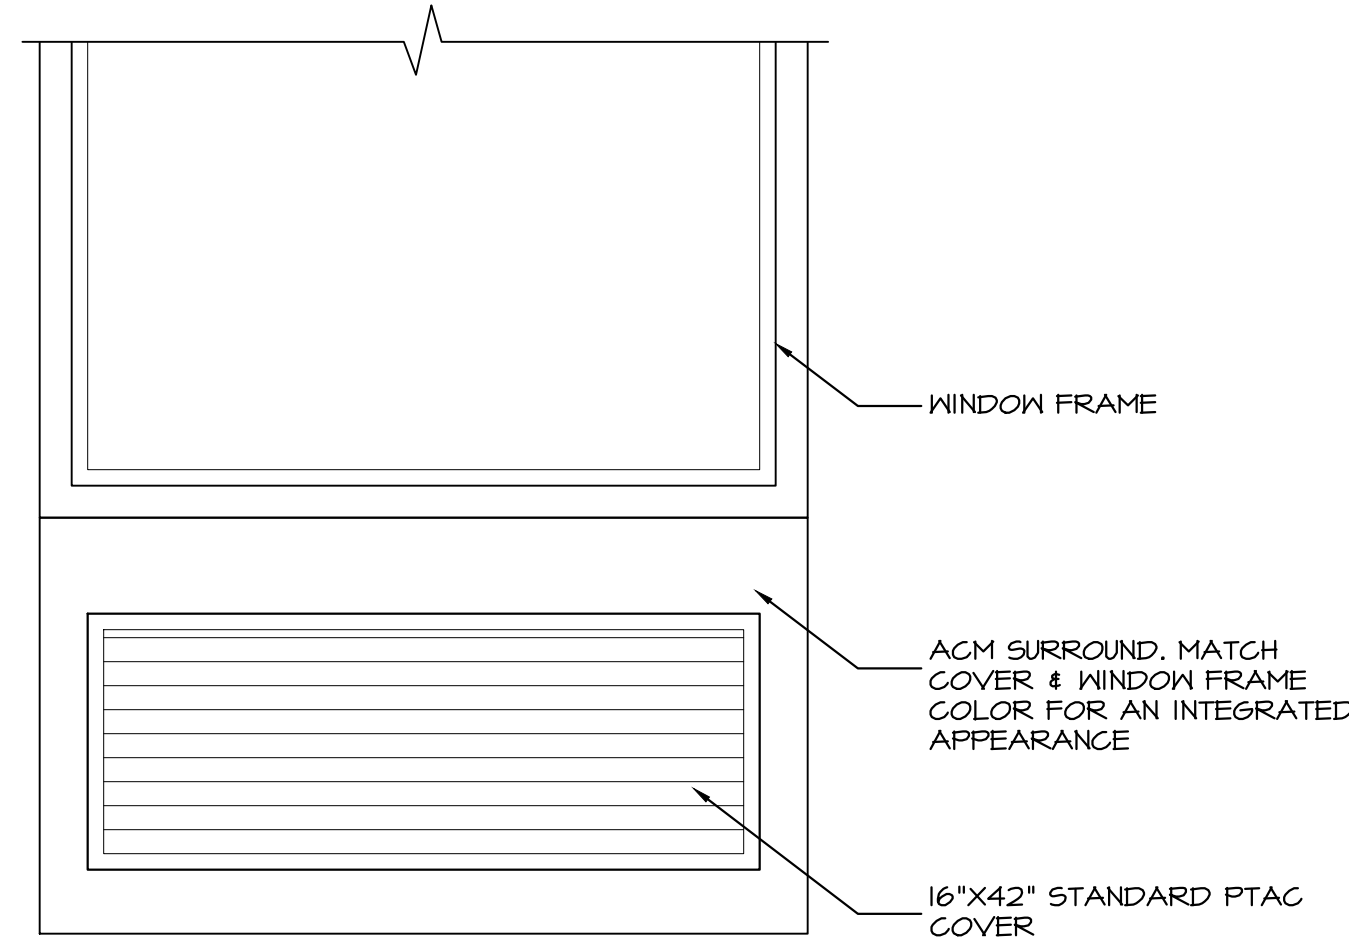 WINDOW FRAME
ACM SURROUND. MATCH
COVER & WINDOW FRAME
COLOR FOR AN INTEGRATED
APPEARANCE
16"X42" STANDARD PTAC
COVER